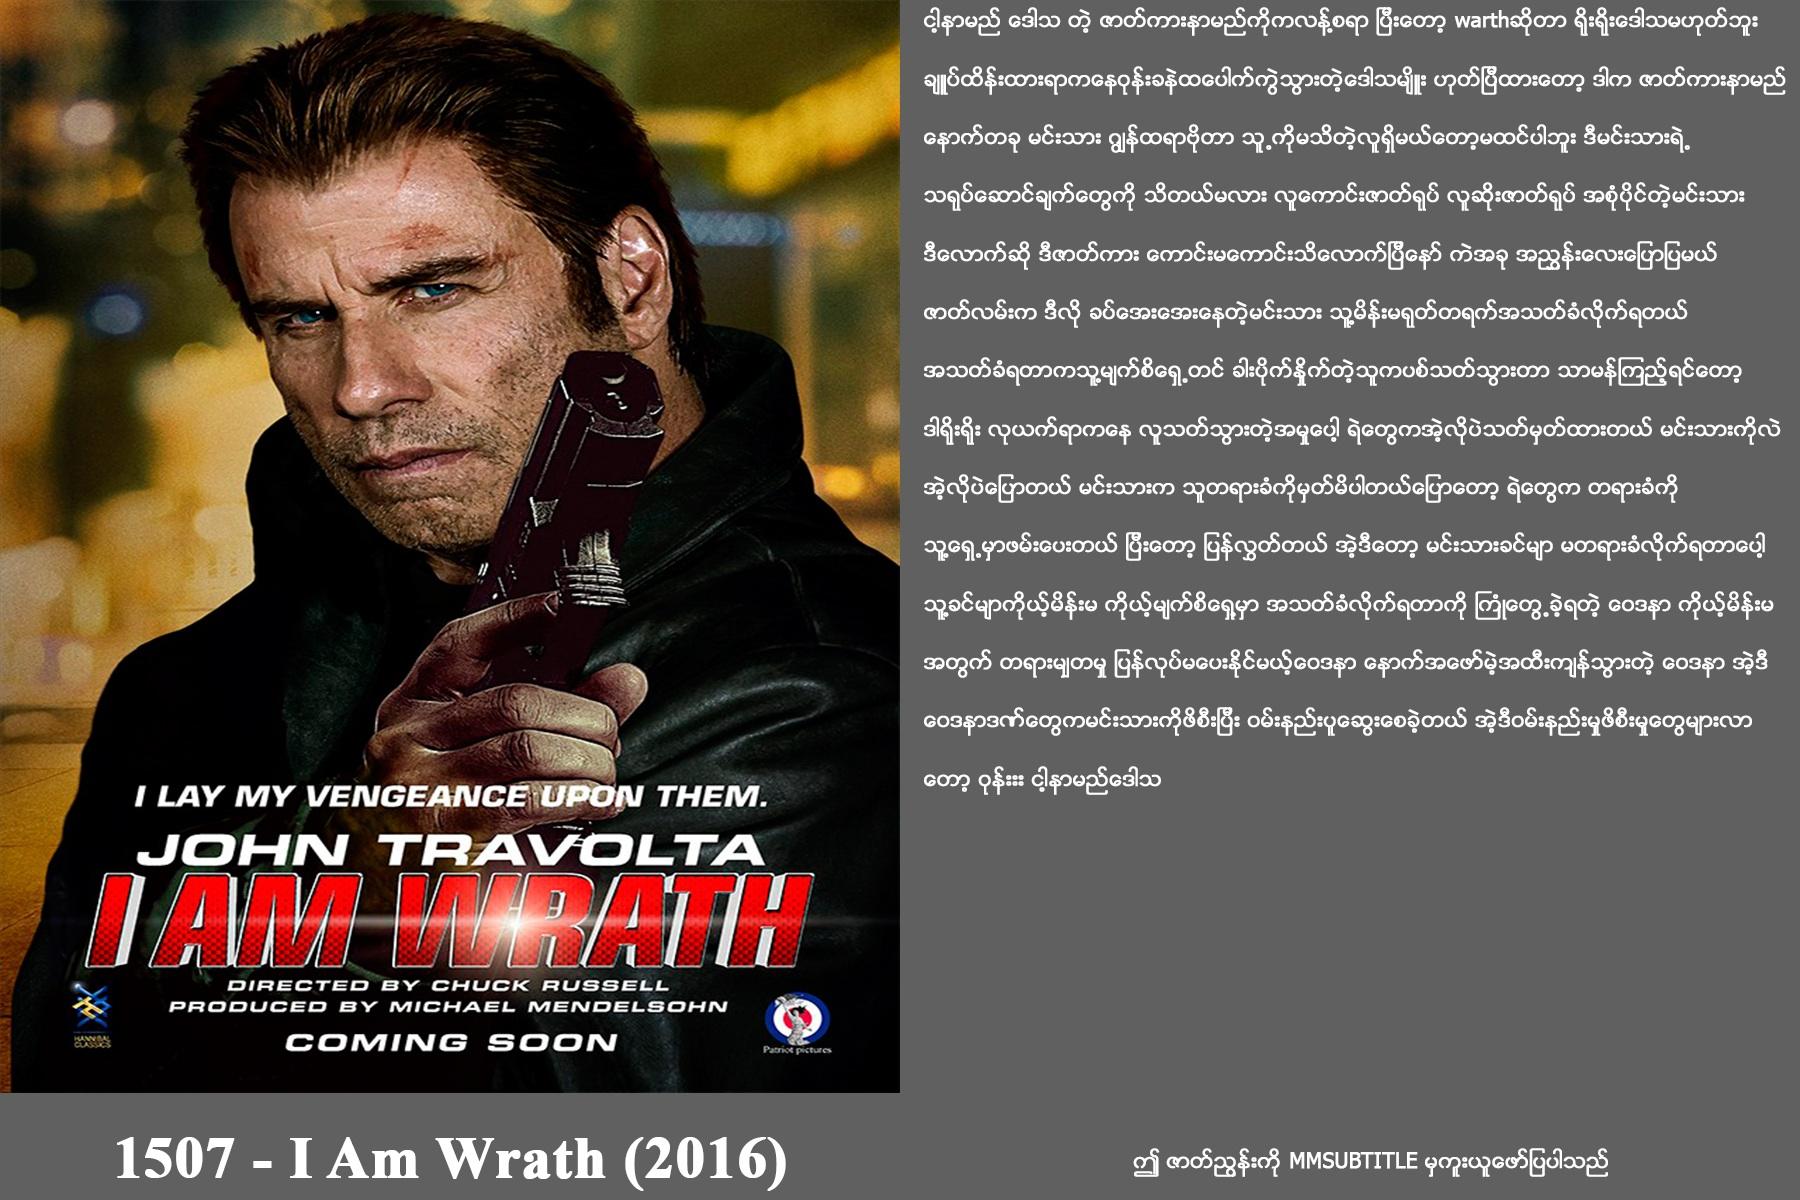 I LAY MY VENGEANCE UPON THEM.
JOHN TRAVOLTA
I AM WRATH
DIRECTED BY CHUCK RUSSELL
PRODUCED BY MICHAEL MENDELSOHN
COMING SOON
HANNIBAL
CLASSICS
Patriot pictures
1507 - I Am Wrath (2016)
ငါ့နာမည် ဒေါသ တဲ့ ဇာတ်ကားနာမည်ကိုကလန့်စရာ ပြီးတော့ warthဆိုတာ ရိုးရိုးဒေါသမဟုတ်ဘူး
ချူပ်ထိန်းထားရာကနေဝုန်းခနဲထပေါက်ကွဲသွားတဲ့ဒေါသမျိုး ဟုတ်ပြီထားတော့ ဒါက ဇာတ်ကားနာမည်
နောက်တခု မင်းသား ဂျွန်ထရာဗိုတာ သူ့ကိုမသိတဲ့လူရှိမယ်တော့မထင်ပါဘူး ဒီမင်းသားရဲ့
သရုပ်ဆောင်ချက်တွေကို သိတယ်မလား လူကောင်းဇာတ်ရုပ် လူဆိုးဇာတ်ရုပ် အစုံပိုင်တဲ့မင်းသား
ဒီလောက်ဆို ဒီဇာတ်ကား ကောင်းမကောင်းသိလောက်ပြီနော် ကဲအခု အညွှန်းလေးပြောပြမယ်
ဇာတ်လမ်းက ဒီလို ခပ်အေးအေးနေတဲ့မင်းသား သူ့မိန်းမရုတ်တရက်အသတ်ခံလိုက်ရတယ်
အသတ်ခံရတာကသူ့မျက်စိရှေ့တင် ခါးပိုက်နှိုက်တဲ့သူကပစ်သတ်သွားတာ သာမန်ကြည့်ရင်တော့
ဒါရိုးရိုး လုယက်ရာကနေ လူသတ်သွားတဲ့အမှုပေါ့ ရဲတွေကအဲ့လိုပဲသတ်မှတ်ထားတယ် မင်းသားကိုလဲ
အဲ့လိုပဲပြောတယ် မင်းသားက သူတရားခံကိုမှတ်မိပါတယ်ပြောတော့ ရဲတွေက တရားခံကို
သူ့ရှေ့မှာဖမ်းပေးတယ် ပြီးတော့ ပြန်လွှတ်တယ် အဲ့ဒီတော့ မင်းသားခင်မျာ မတရားခံလိုက်ရတာပေါ့
သူ့ခင်မျာကိုယ့်မိန်းမ ကိုယ့်မျက်စိရှေ့မှာ အသတ်ခံလိုက်ရတာကို ကြုံတွေ့ခဲ့ရတဲ့ ဝေဒနာ ကိုယ့်မိန်းမ
အတွက် တရားမျှတမှု ပြန်လုပ်မပေးနိုင်မယ့်ဝေဒနာ နောက်အဖော်မဲ့အထီးကျန်သွားတဲ့ ဝေဒနာ အဲ့ဒီ
ဝေဒနာဒဏ်တွေကမင်းသားကိုဖိစီးပြီး ဝမ်းနည်းပူဆွေးစေခဲ့တယ် အဲ့ဒီဝမ်းနည်းမှုဖိစီးမှုတွေများလာ
တော့ ဝုန်းးး ငါ့နာမည်ဒေါသ
ဤ ဇာတ်ညွှန်းကို MMSUBTITLE မှကူးယူဖော်ပြပါသည်